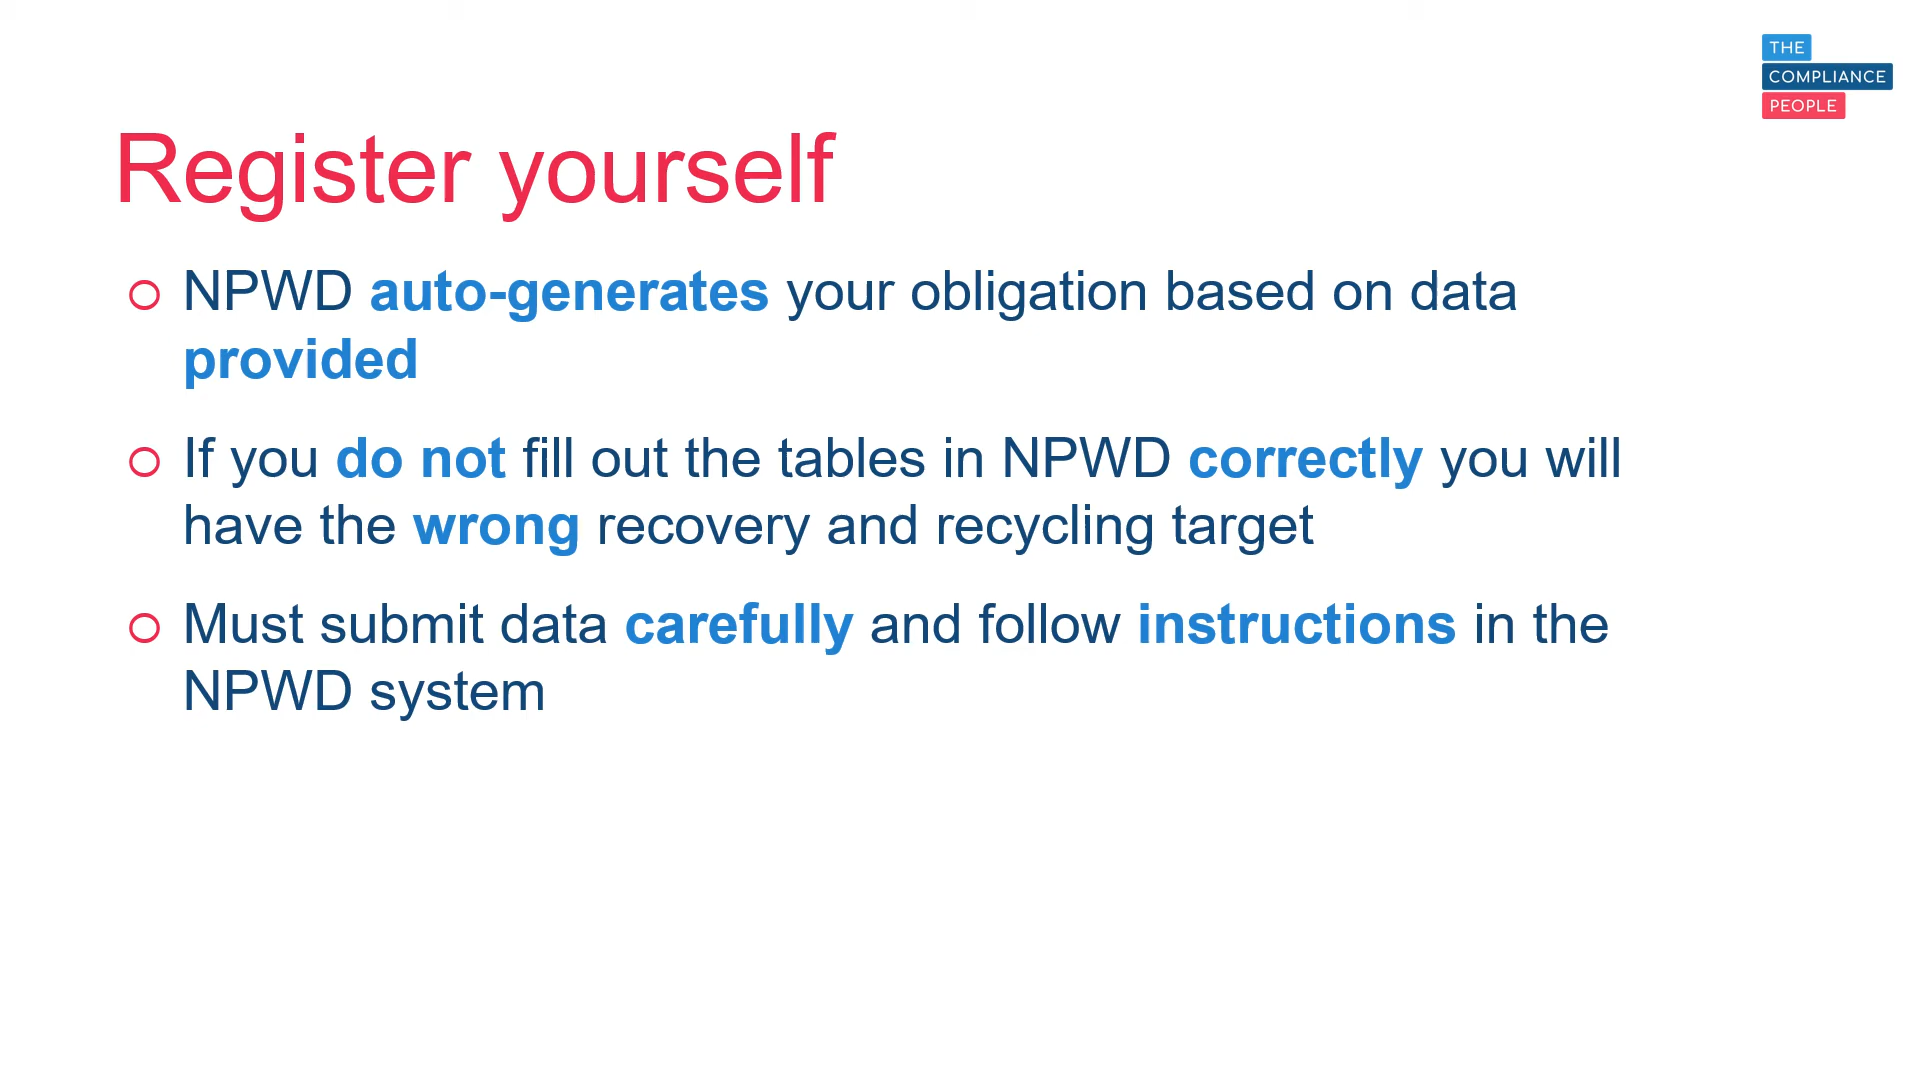 THE
COMPLIANCE
PEOPLE
Register yourself
NPWD auto-generates your obligation based on data
provided
If you do not fill out the tables in NPWD correctly you will
have the wrong recovery and recycling target
Must submit data carefully and follow instructions in the
NPWD system